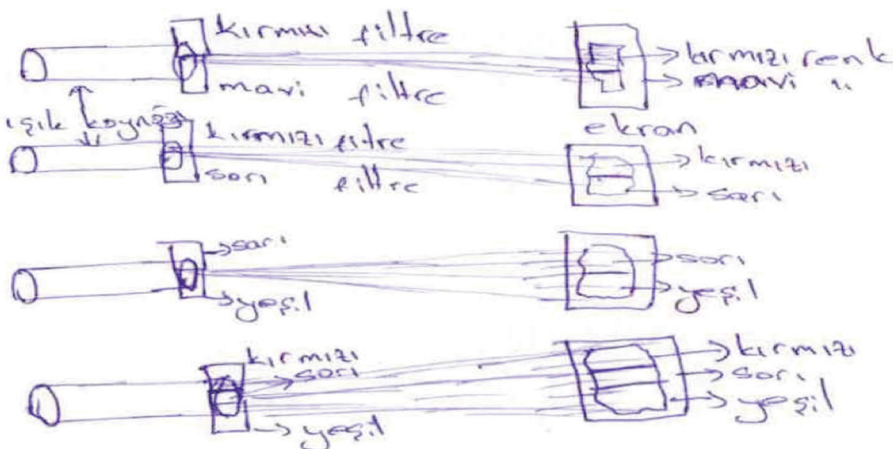 kırmızı filtre
mavi filtre
kırmızı renk
mavi "
ışık kaynağı
ekran
kırmızı filtre
sarı filtre
kırmızı
sarı
sarı
yeşil
sarı
yeşil
kırmızı
sarı
yeşil
kırmızı
sarı
yeşil